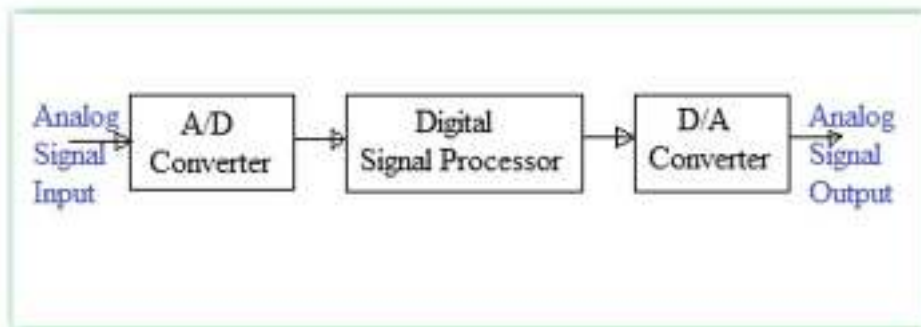 Analog
Signal
Input
A/D
Converter
Digital
Signal Processor
D/A
Converter
Analog
Signal
Output